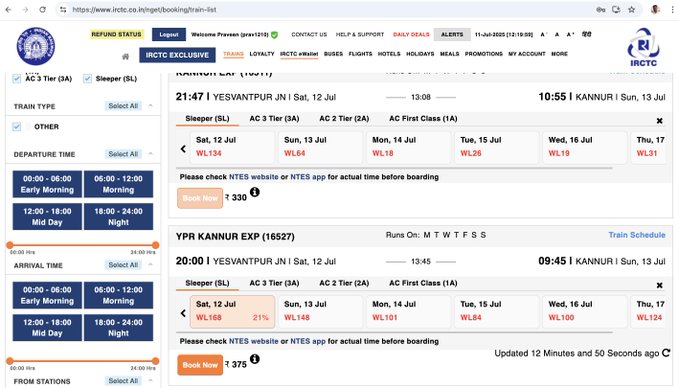 https://www.irctc.co.in/nget/booking/train-list
REFUND STATUS Logout Welcome Praveen (prav1210) CONTACT US HELP & SUPPORT DAILY DEALS ALERTS 11-Jul-2025 [12:19:59] A+ A A-
IRCTC EXCLUSIVE TRAINS LOYALTY IRCTC eWallet BUSES FLIGHTS HOTELS HOLIDAYS MEALS PROMOTIONS MY ACCOUNT MORE
IRCTC
AC 3 Tier (3A) Sleeper (SL)
TRAIN TYPE Select All
OTHER
DEPARTURE TIME Select All
00:00 - 06:00
Early Morning
06:00 - 12:00
Morning
12:00 - 18:00
Mid Day
18:00 - 24:00
Night
00:00 Hrs 24:00 Hrs
ARRIVAL TIME Select All
00:00 - 06:00
Early Morning
06:00 - 12:00
Morning
12:00 - 18:00
Mid Day
18:00 - 24:00
Night
00:00 Hrs 24:00 Hrs
FROM STATIONS Select All
KANNUR EXP (16511) Runs On: M T W T F S S Train Schedule
21:47 | YESVANTPUR JN | Sat, 12 Jul 13:08 10:55 | KANNUR | Sun, 13 Jul
Sleeper (SL) AC 3 Tier (3A) AC 2 Tier (2A) AC First Class (1A)
Sat, 12 Jul Sun, 13 Jul Mon, 14 Jul Tue, 15 Jul Wed, 16 Jul Thu, 17
WL134 WL64 WL18 WL26 WL19 WL31
Please check NTES website or NTES app for actual time before boarding
Book Now ₹ 330
YPR KANNUR EXP (16527) Runs On: M T W T F S S Train Schedule
20:00 | YESVANTPUR JN | Sat, 12 Jul 13:45 09:45 | KANNUR | Sun, 13 Jul
Sleeper (SL) AC 3 Tier (3A) AC 2 Tier (2A) AC First Class (1A)
Sat, 12 Jul Sun, 13 Jul Mon, 14 Jul Tue, 15 Jul Wed, 16 Jul Thu, 17
WL168 21% WL148 WL101 WL84 WL100 WL124
Please check NTES website or NTES app for actual time before boarding
Updated 12 Minutes and 50 Seconds ago
Book Now ₹ 375